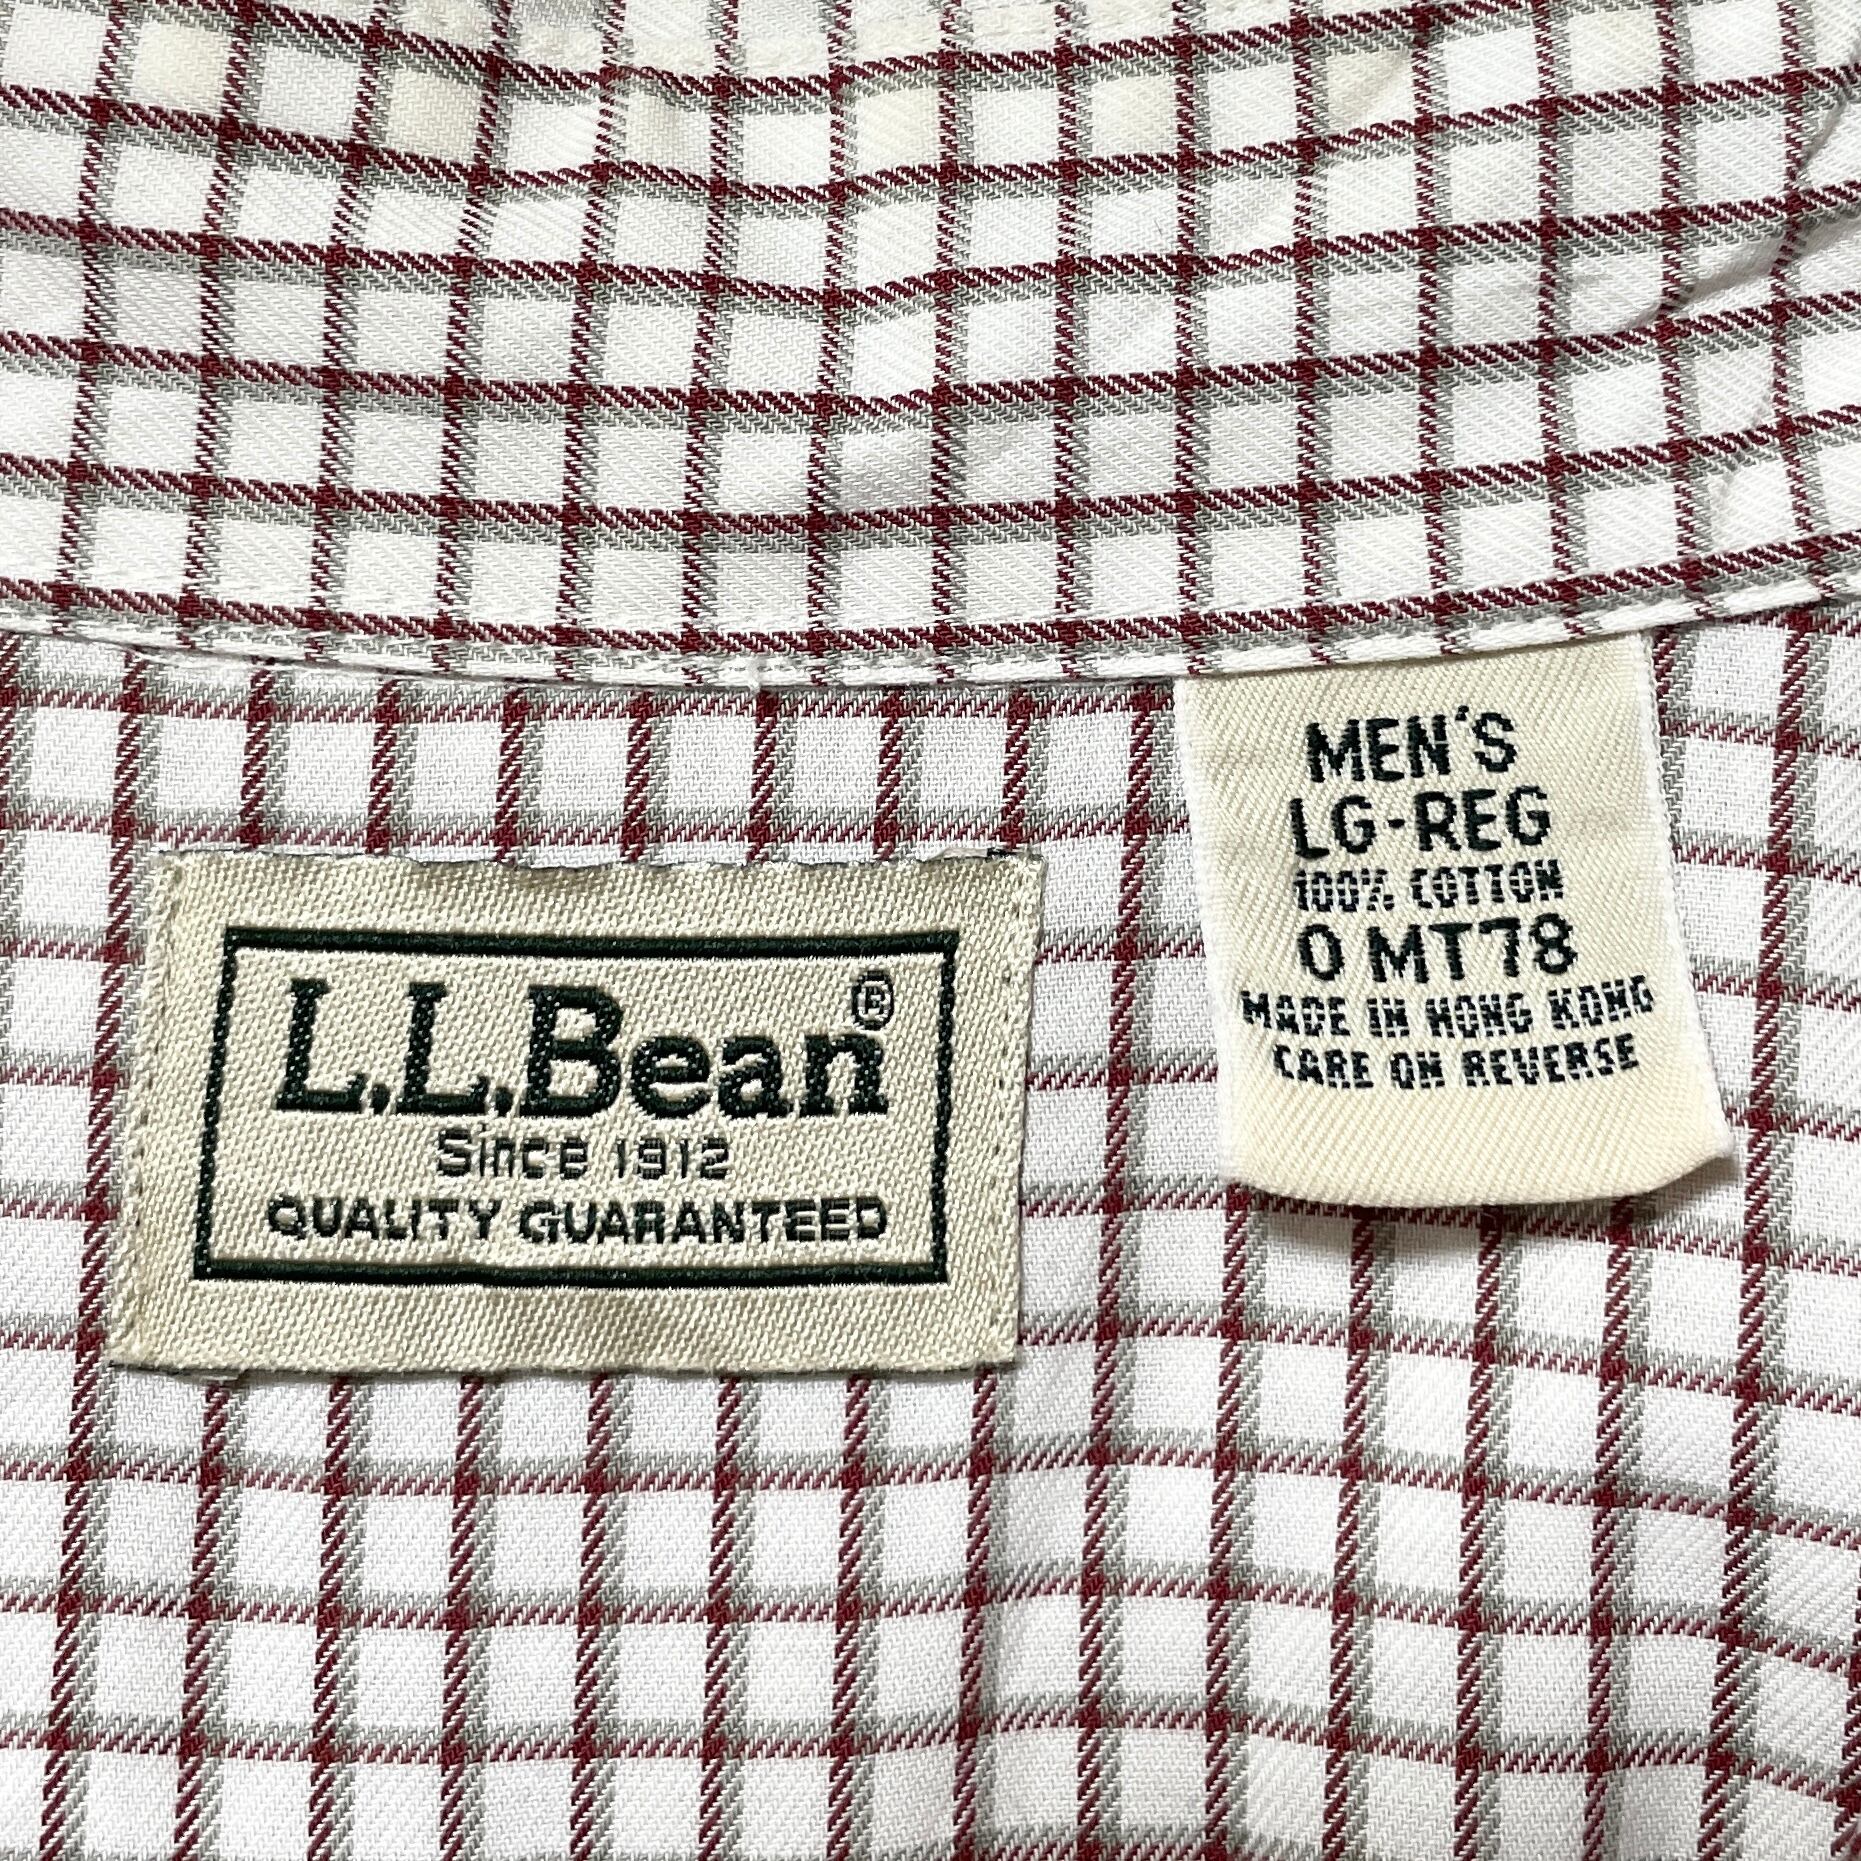 L.L.Bean®
Since 1912
QUALITY GUARANTEED
MEN'S
LG-REG
100% COTTON
0 MT78
MADE IN HONG KONG
CARE ON REVERSE